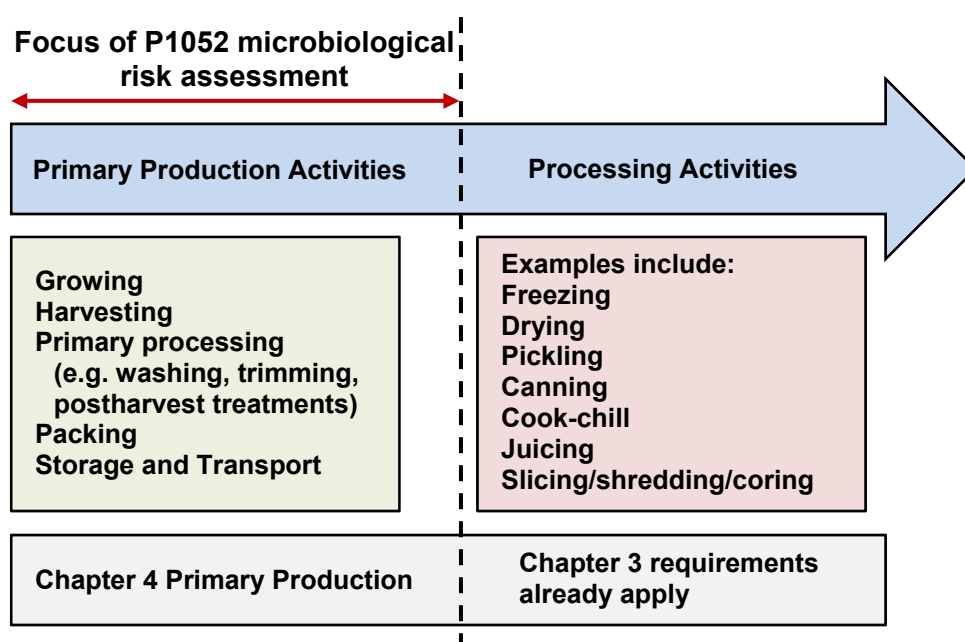 Focus of P1052 microbiological
risk assessment
Primary Production Activities
Processing Activities
Growing
Harvesting
Primary processing
(e.g. washing, trimming,
postharvest treatments)
Packing
Storage and Transport
Examples include:
Freezing
Drying
Pickling
Canning
Cook-chill
Juicing
Slicing/shredding/coring
Chapter 4 Primary Production
Chapter 3 requirements
already apply